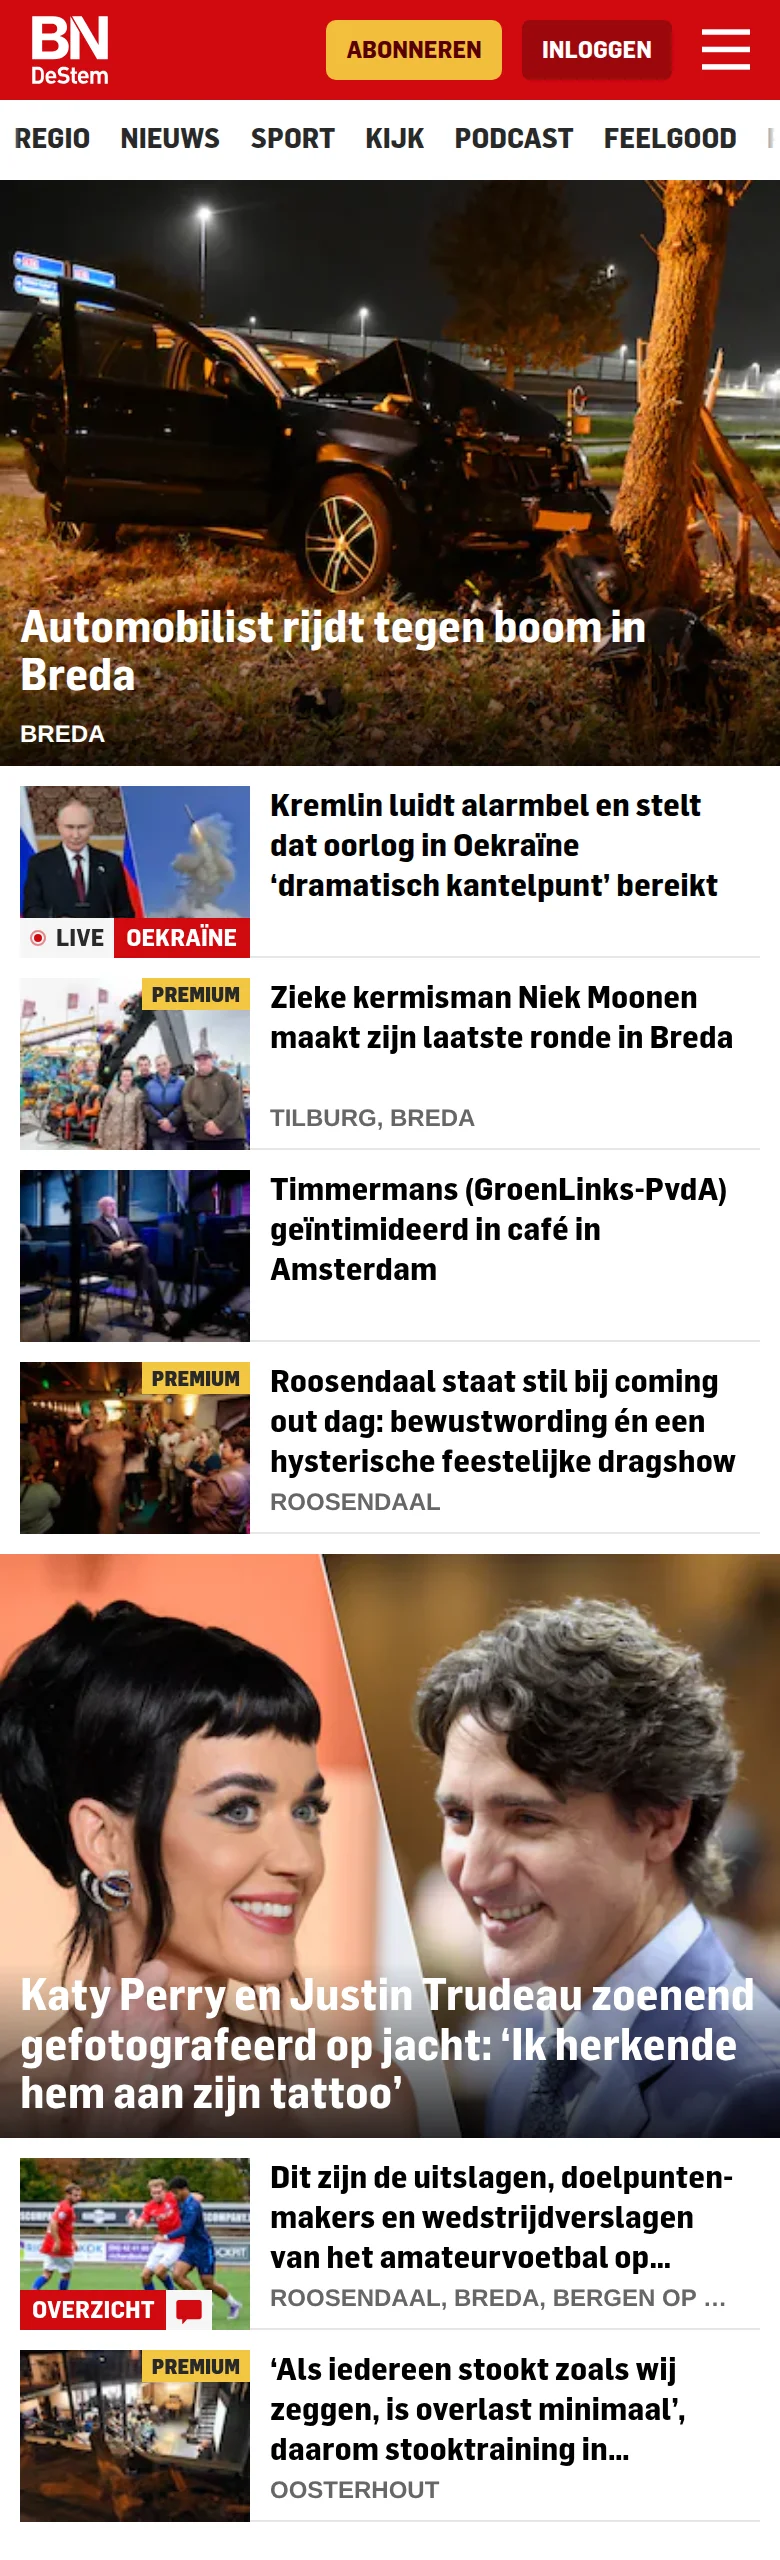 BN
DeStem
ABONNEREN
INLOGGEN
REGIO NIEUWS SPORT KIJK PODCAST FEELGOOD
Automobilist rijdt tegen boom in
Breda
BREDA
Kremlin luidt alarmbel en stelt
dat oorlog in Oekraïne
‘dramatisch kantelpunt’ bereikt
LIVE OEKRAÏNE
PREMIUM
Zieke kermisman Niek Moonen
maakt zijn laatste ronde in Breda
TILBURG, BREDA
Timmermans (GroenLinks-PvdA)
geïntimideerd in café in
Amsterdam
PREMIUM
Roosendaal staat stil bij coming
out dag: bewustwording én een
hysterische feestelijke dragshow
ROOSENDAAL
Katy Perry en Justin Trudeau zoenend
gefotografeerd op jacht: ‘Ik herkende
hem aan zijn tattoo’
Dit zijn de uitslagen, doelpunten-
makers en wedstrijdverslagen
van het amateurvoetbal op...
ROOSENDAAL, BREDA, BERGEN OP ...
OVERZICHT
PREMIUM
‘Als iedereen stookt zoals wij
zeggen, is overlast minimaal’,
daarom stooktraining in...
OOSTERHOUT